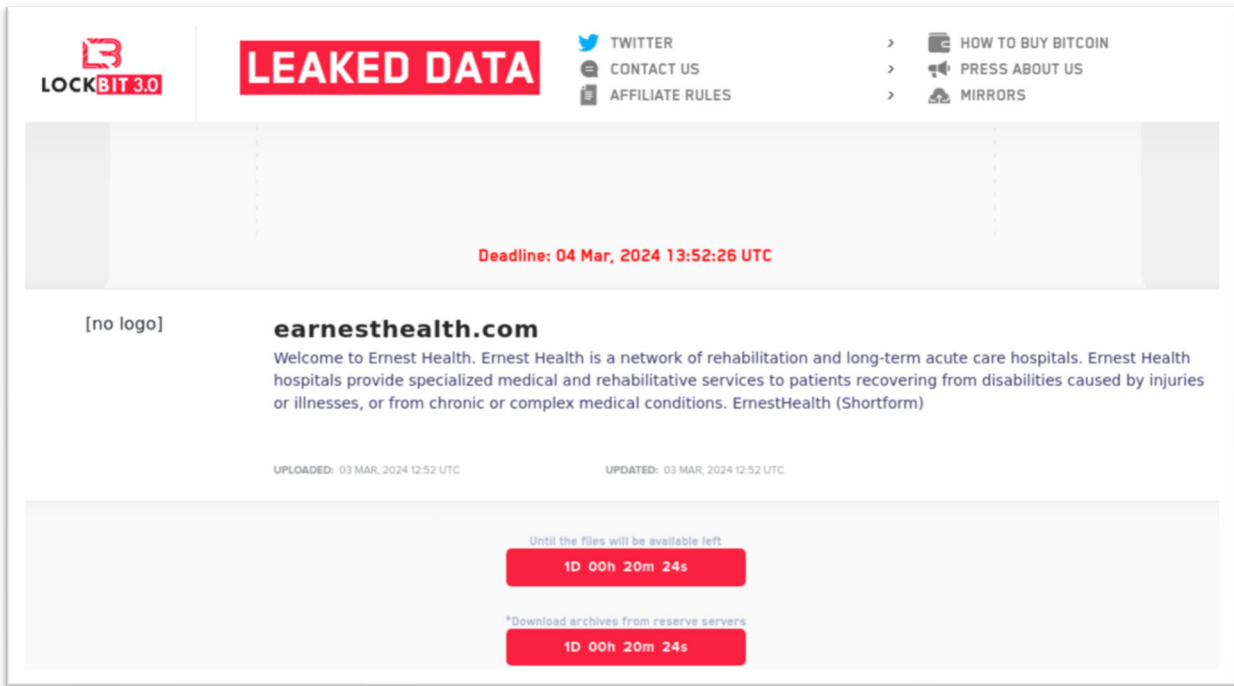 LOCKBIT 3.0
LEAKED DATA
TWITTER
CONTACT US
AFFILIATE RULES
> HOW TO BUY BITCOIN
> PRESS ABOUT US
> MIRRORS
Deadline: 04 Mar, 2024 13:52:26 UTC
[no logo]
earnesthealth.com
Welcome to Ernest Health. Ernest Health is a network of rehabilitation and long-term acute care hospitals. Ernest Health
hospitals provide specialized medical and rehabilitative services to patients recovering from disabilities caused by injuries
or illnesses, or from chronic or complex medical conditions. ErnestHealth (Shortform)
UPLOADED: 03 MAR, 2024 12:52 UTC
UPDATED: 03 MAR, 2024 12:52 UTC
Until the files will be available left
1D 00h 20m 24s
*Download archives from reserve servers
1D 00h 20m 24s